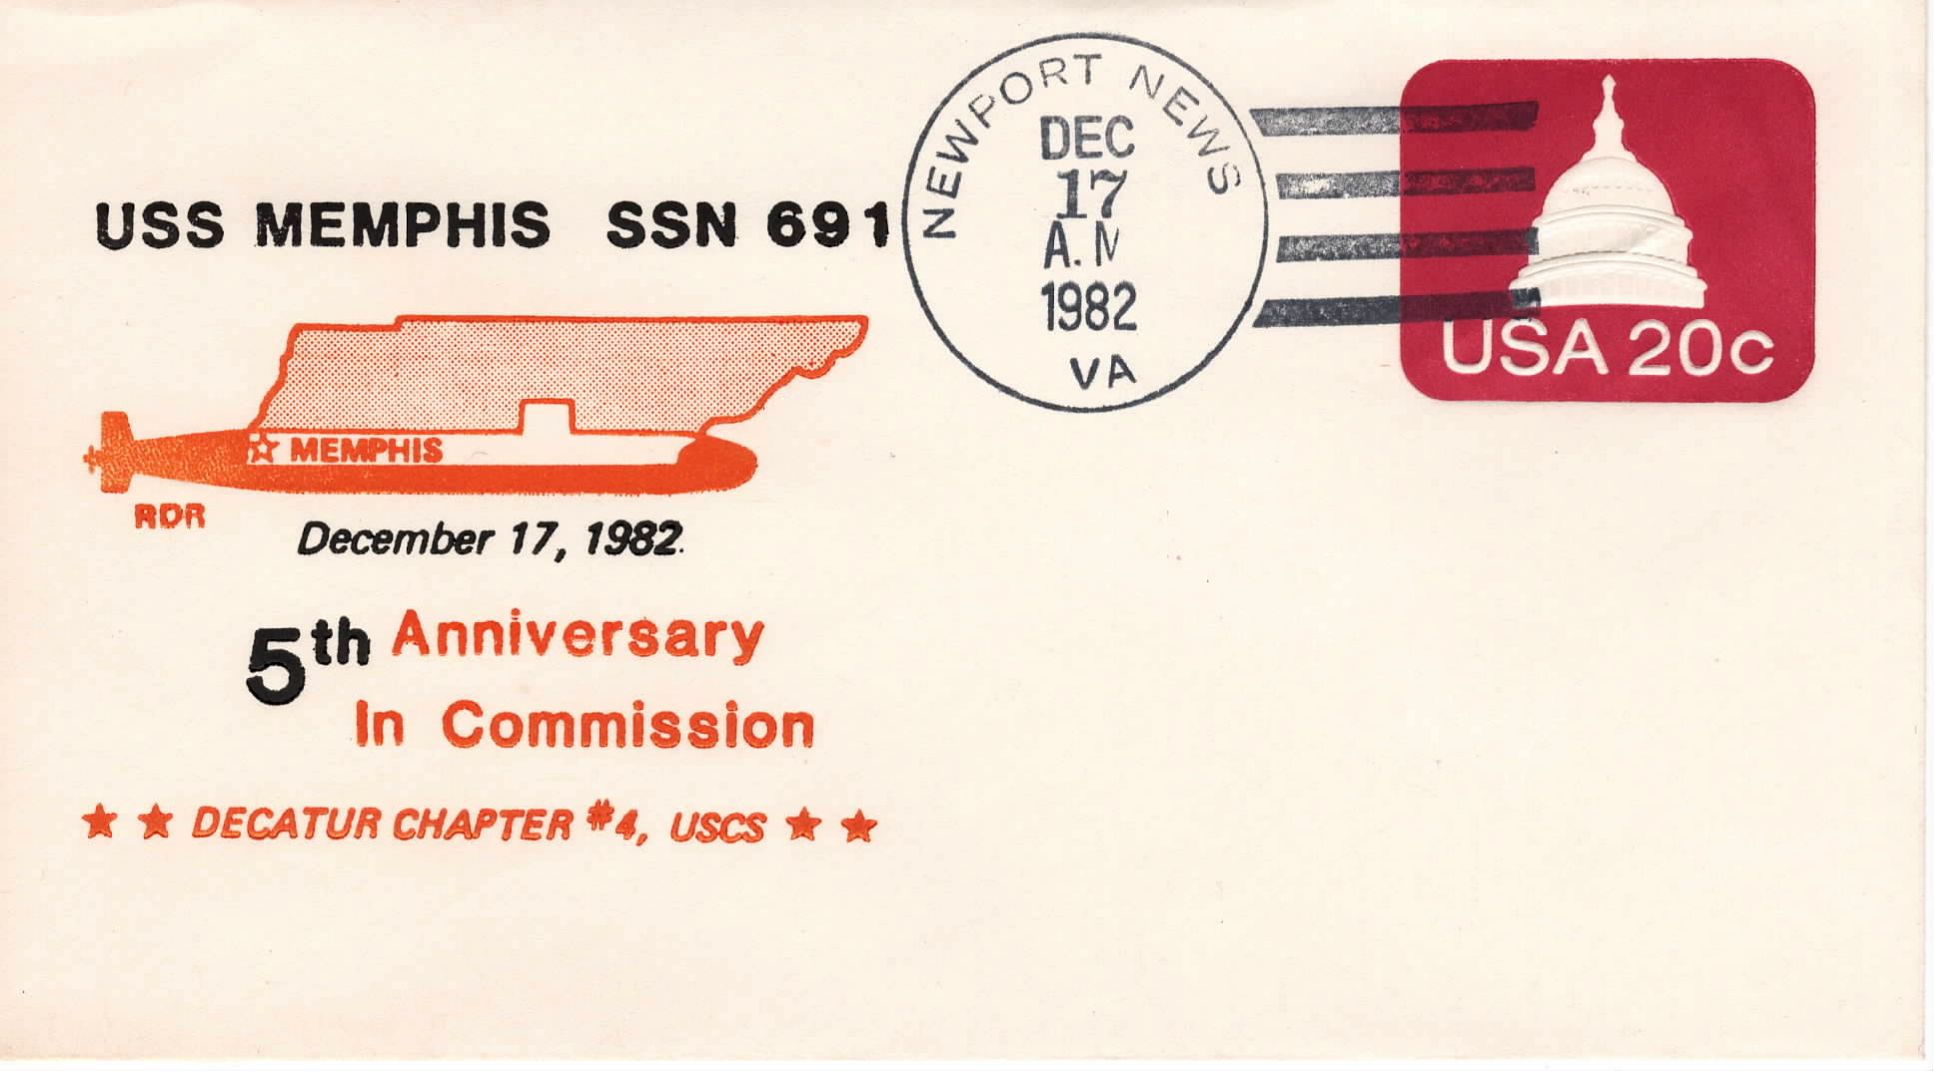 USS MEMPHIS SSN 691
MEMPHIS
RDR
December 17, 1982.
5th Anniversary
In Commission
★ ★ DECATUR CHAPTER #4, USCS ★ ★
NEWPORT NEWS
DEC
17
A.M
1982
VA
USA 20c